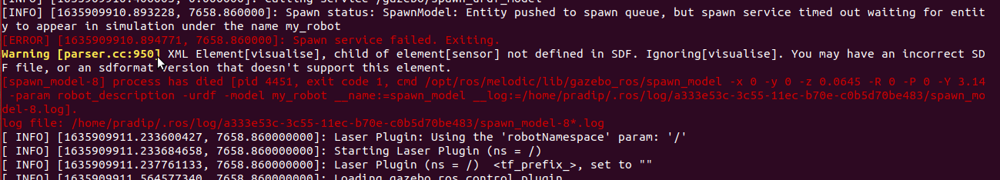 [INFO] [1635909910.893228, 7658.860000]: Spawn status: SpawnModel: Entity pushed to spawn queue, but spawn service timed out waiting for entit
y to appear in simulation under the name my_robot
[ERROR] [1635909910.894771, 7658.860000]: Spawn service failed. Exiting.
Warning [parser.cc:950] XML Element[visualise], child of element[sensor] not defined in SDF. Ignoring[visualise]. You may have an incorrect SD
F file, or an sdformat version that doesn't support this element.
[spawn_model-8] process has died [pid 4451, exit code 1, cmd /opt/ros/melodic/lib/gazebo_ros/spawn_model -x 0 -y 0 -z 0.0645 -R 0 -P 0 -Y 3.14
-param robot_description -urdf -model my_robot __name:=spawn_model __log:=/home/pradip/.ros/log/a333e53c-3c55-11ec-b70e-c0b5d70be483/spawn_mo
del-8.log].
log file: /home/pradip/.ros/log/a333e53c-3c55-11ec-b70e-c0b5d70be483/spawn_model-8*.log
[ INFO] [1635909911.233600427, 7658.860000000]: Laser Plugin: Using the 'robotNamespace' param: '/'
[ INFO] [1635909911.233684658, 7658.860000000]: Starting Laser Plugin (ns = /)
[ INFO] [1635909911.237761133, 7658.860000000]: Laser Plugin (ns = /)  <tf_prefix_>, set to ""
[ INFO] [1635909911.564577340, 7658.860000000]: Loading gazebo_ros_control plugin